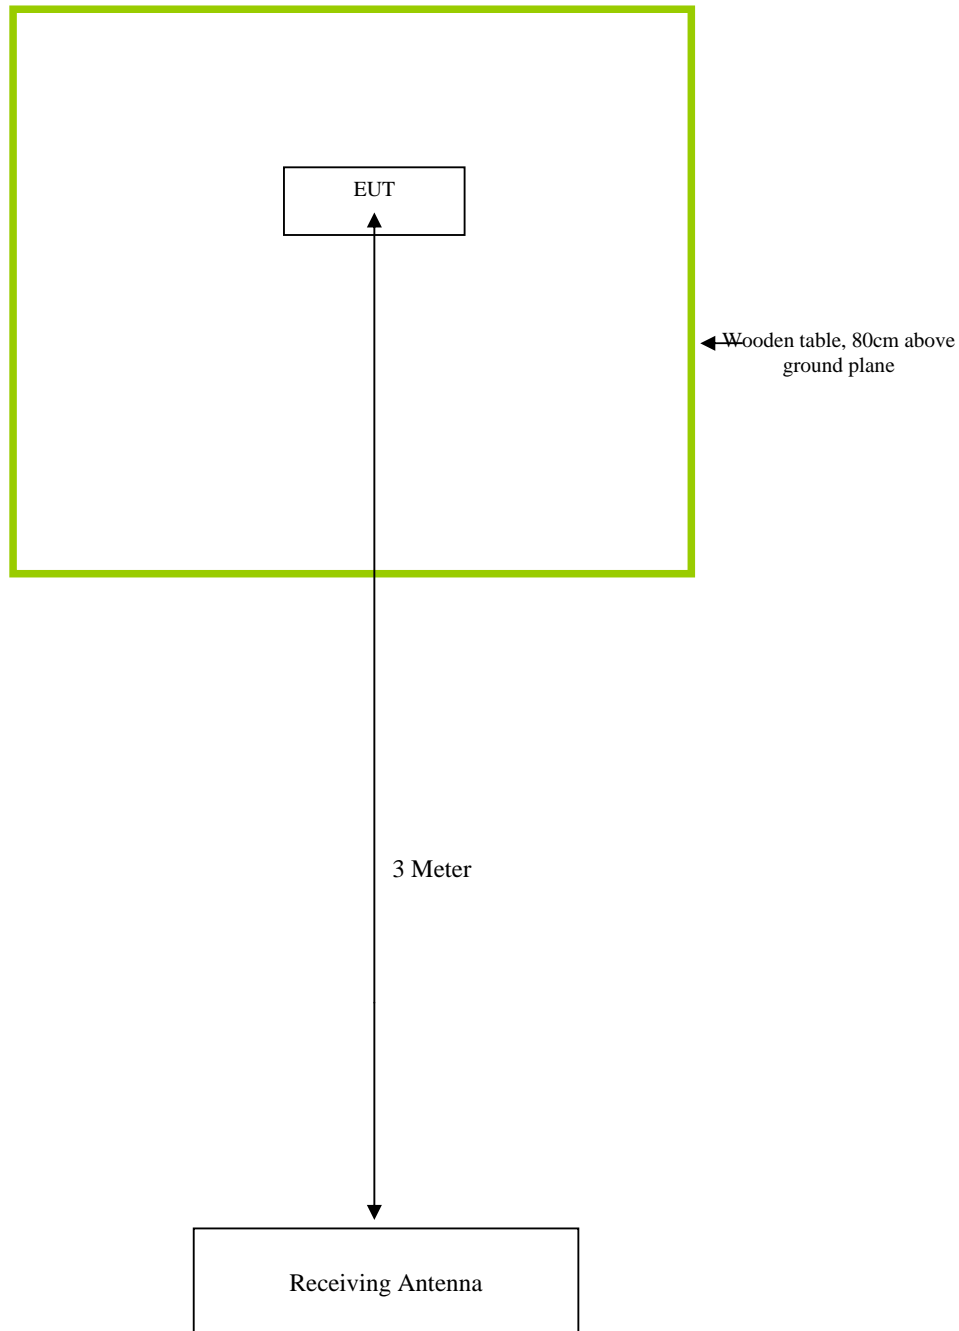 EUT
Wooden table, 80cm above
ground plane
3 Meter
Receiving Antenna